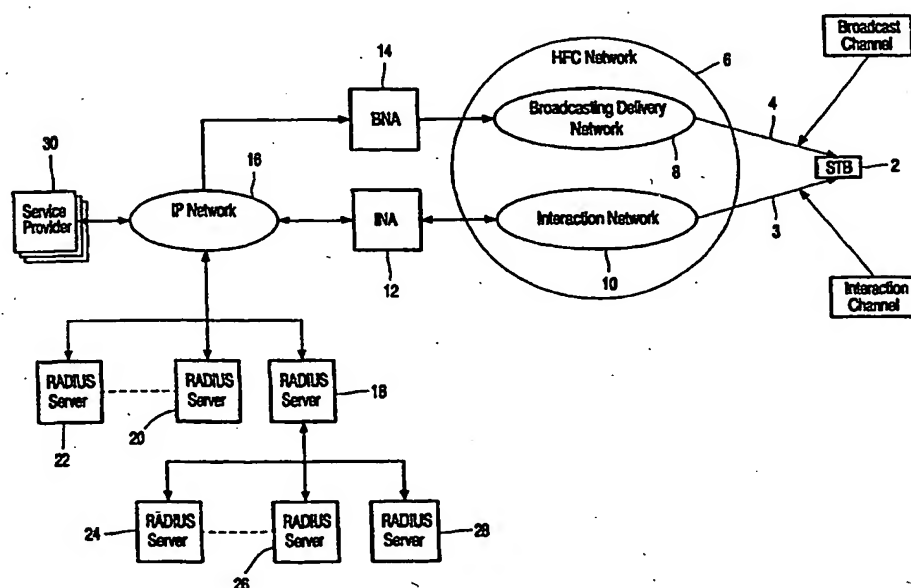 Broadcast
Channel
HFC Network
6
14
BNA
Broadcasting Delivery
Network
8
4
STB
2
30
Service
Provider
16
IP Network
INA
12
Interaction Network
10
3
Interaction
Channel
RADIUS
Server
22
RADIUS
Server
20
RADIUS
Server
18
RADIUS
Server
24
RADIUS
Server
26
RADIUS
Server
28